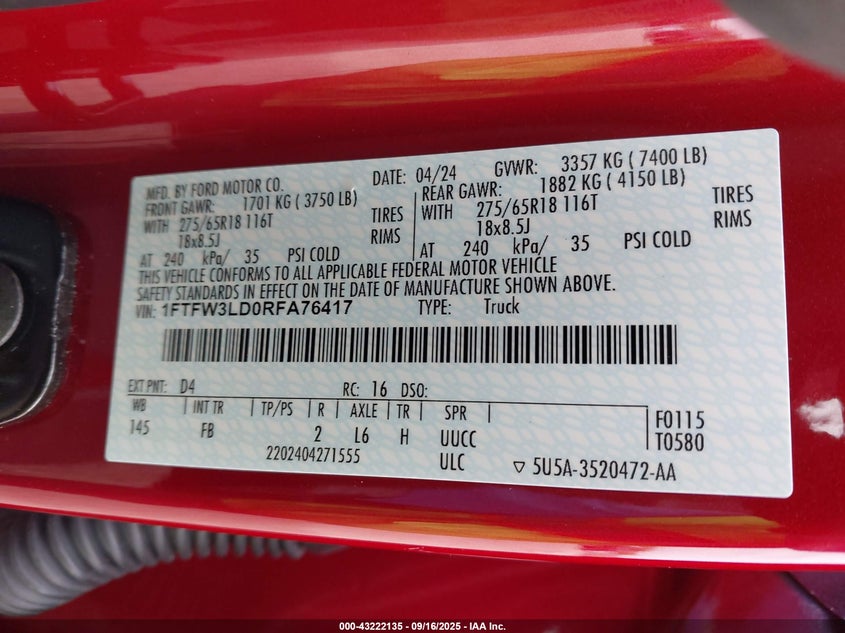 MFD. BY FORD MOTOR CO. DATE: 04/24 GVWR: 3357 KG ( 7400 LB)
FRONT GAWR: 1701 KG ( 3750 LB) REAR GAWR: 1882 KG ( 4150 LB)
WITH 275/65R18 116T TIRES WITH 275/65R18 116T TIRES
18x8.5J RIMS 18x8.5J RIMS
AT 240 kPa/ 35 PSI COLD AT 240 kPa/ 35 PSI COLD
THIS VEHICLE CONFORMS TO ALL APPLICABLE FEDERAL MOTOR VEHICLE
SAFETY STANDARDS IN EFFECT ON THE DATE OF MANUFACTURE SHOWN ABOVE.
VIN: 1FTFW3LD0RFA76417 TYPE: Truck
EXT PNT: D4 RC: 16 DSO:
WB INT TR TP/PS R AXLE TR SPR F0115
145 FB 2 L6 H UUCC T0580
2202404271555 ULC ▽ 5U5A-3520472-AA
000-43222135 - 09/16/2025 - IAA Inc.